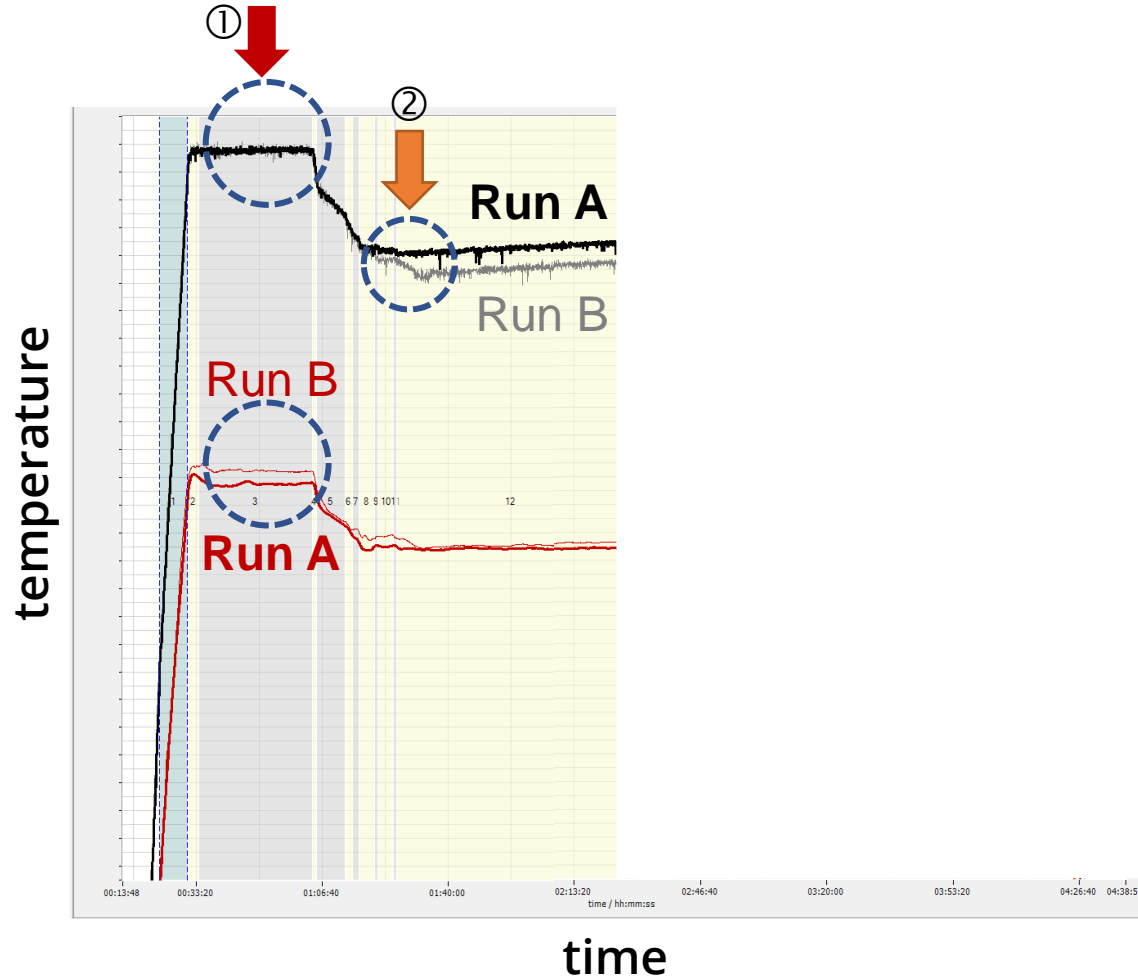 ①
②
Run A
Run B
Run B
1 2 3 4 5 6 7 8 9 10 11 12
Run A
temperature
00:13:48 00:33:20 01:06:40 01:40:00 02:13:20 02:46:40 03:20:00 03:53:20 04:26:40
time / hh:mm:ss
time